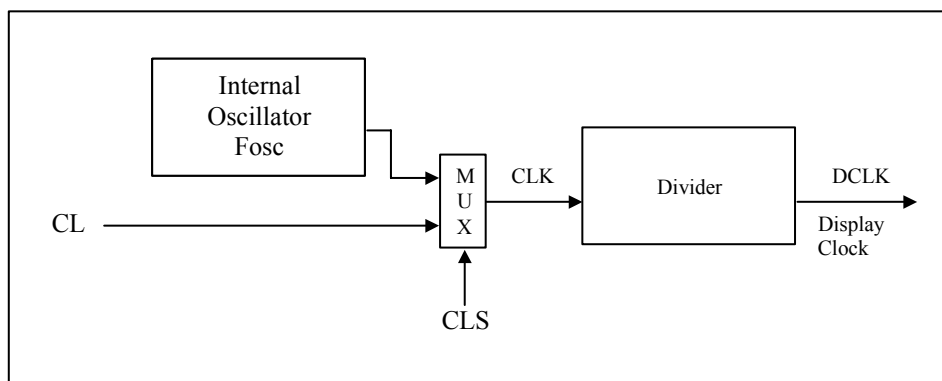 Internal
Oscillator
Fosc
M
U
X
CL
CLS
CLK
Divider
DCLK
Display
Clock